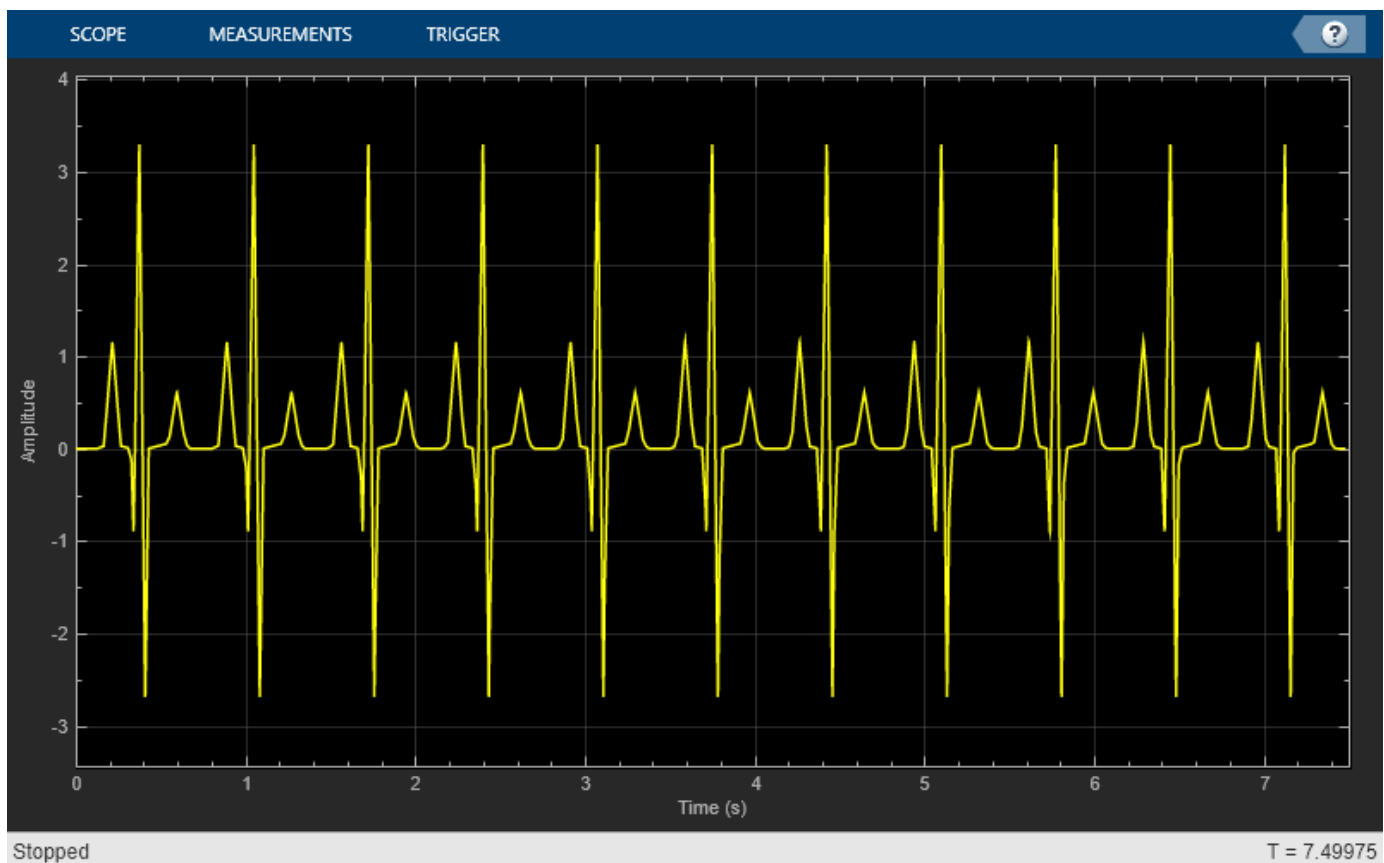 SCOPE MEASUREMENTS TRIGGER ?
4
3
2
1
0
-1
-2
-3
Amplitude
0 1 2 3 4 5 6 7
Time (s)
Stopped T = 7.49975